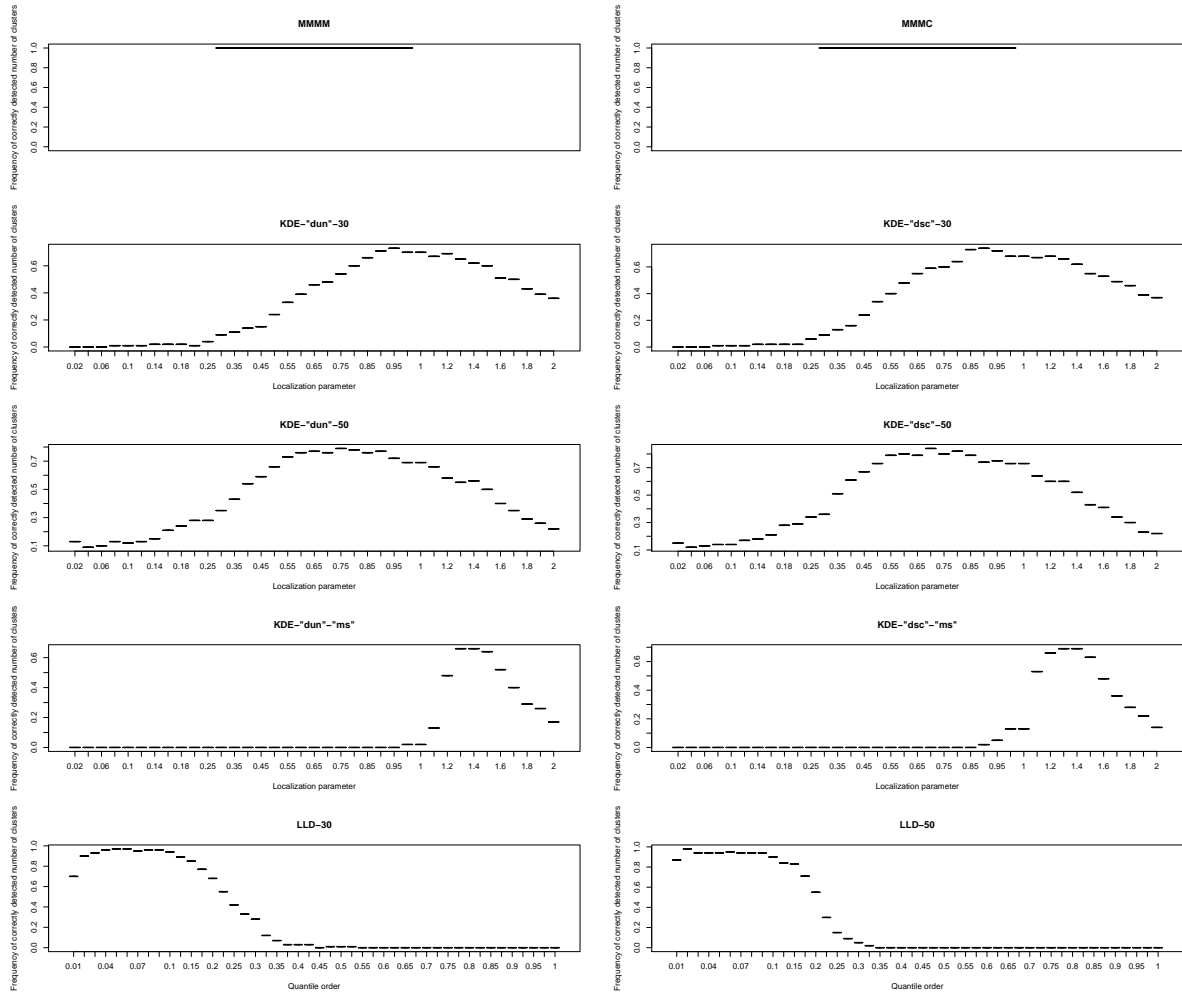 MMMM
Frequency of correctly detected number of clusters
0.0 0.2 0.4 0.6 0.8 1.0
MMMC
Frequency of correctly detected number of clusters
0.0 0.2 0.4 0.6 0.8 1.0
KDE−"dun"−30
Frequency of correctly detected number of clusters
0.0 0.2 0.4 0.6
0.02 0.06 0.1 0.14 0.18 0.25 0.35 0.45 0.55 0.65 0.75 0.85 0.95 1 1.2 1.4 1.6 1.8 2
Localization parameter
KDE−"dsc"−30
Frequency of correctly detected number of clusters
0.0 0.2 0.4 0.6
0.02 0.06 0.1 0.14 0.18 0.25 0.35 0.45 0.55 0.65 0.75 0.85 0.95 1 1.2 1.4 1.6 1.8 2
Localization parameter
KDE−"dun"−50
Frequency of correctly detected number of clusters
0.1 0.3 0.5 0.7
0.02 0.06 0.1 0.14 0.18 0.25 0.35 0.45 0.55 0.65 0.75 0.85 0.95 1 1.2 1.4 1.6 1.8 2
Localization parameter
KDE−"dsc"−50
Frequency of correctly detected number of clusters
0.1 0.3 0.5 0.7
0.02 0.06 0.1 0.14 0.18 0.25 0.35 0.45 0.55 0.65 0.75 0.85 0.95 1 1.2 1.4 1.6 1.8 2
Localization parameter
KDE−"dun"−"ms"
Frequency of correctly detected number of clusters
0.0 0.2 0.4 0.6
0.02 0.06 0.1 0.14 0.18 0.25 0.35 0.45 0.55 0.65 0.75 0.85 0.95 1 1.2 1.4 1.6 1.8 2
Localization parameter
KDE−"dsc"−"ms"
Frequency of correctly detected number of clusters
0.0 0.2 0.4 0.6
0.02 0.06 0.1 0.14 0.18 0.25 0.35 0.45 0.55 0.65 0.75 0.85 0.95 1 1.2 1.4 1.6 1.8 2
Localization parameter
LLD−30
Frequency of correctly detected number of clusters
0.0 0.2 0.4 0.6 0.8 1.0
0.01 0.04 0.07 0.1 0.15 0.2 0.25 0.3 0.35 0.4 0.45 0.5 0.55 0.6 0.65 0.7 0.75 0.8 0.85 0.9 0.95 1
Quantile order
LLD−50
Frequency of correctly detected number of clusters
0.0 0.2 0.4 0.6 0.8 1.0
0.01 0.04 0.07 0.1 0.15 0.2 0.25 0.3 0.35 0.4 0.45 0.5 0.55 0.6 0.65 0.7 0.75 0.8 0.85 0.9 0.95 1
Quantile order